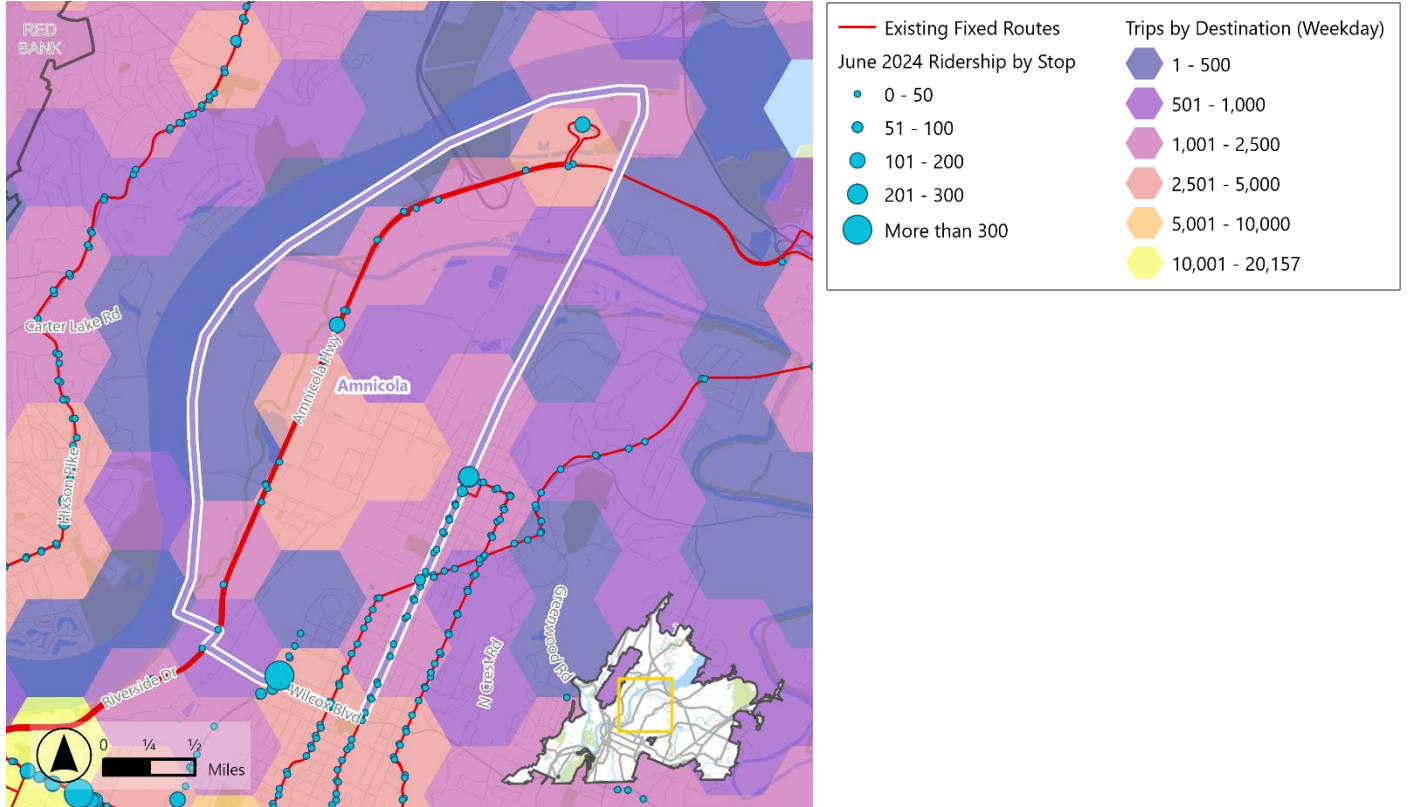 RED
BANK
Carter Lake Rd
Amnicola Hwy
Amnicola
Hixson Pike
N Crest Rd
Greenwood Rd
Riverside Dr
Wilcox Blvd
0 ¼ ½
Miles
Existing Fixed Routes
June 2024 Ridership by Stop
0 - 50
51 - 100
101 - 200
201 - 300
More than 300
Trips by Destination (Weekday)
1 - 500
501 - 1,000
1,001 - 2,500
2,501 - 5,000
5,001 - 10,000
10,001 - 20,157